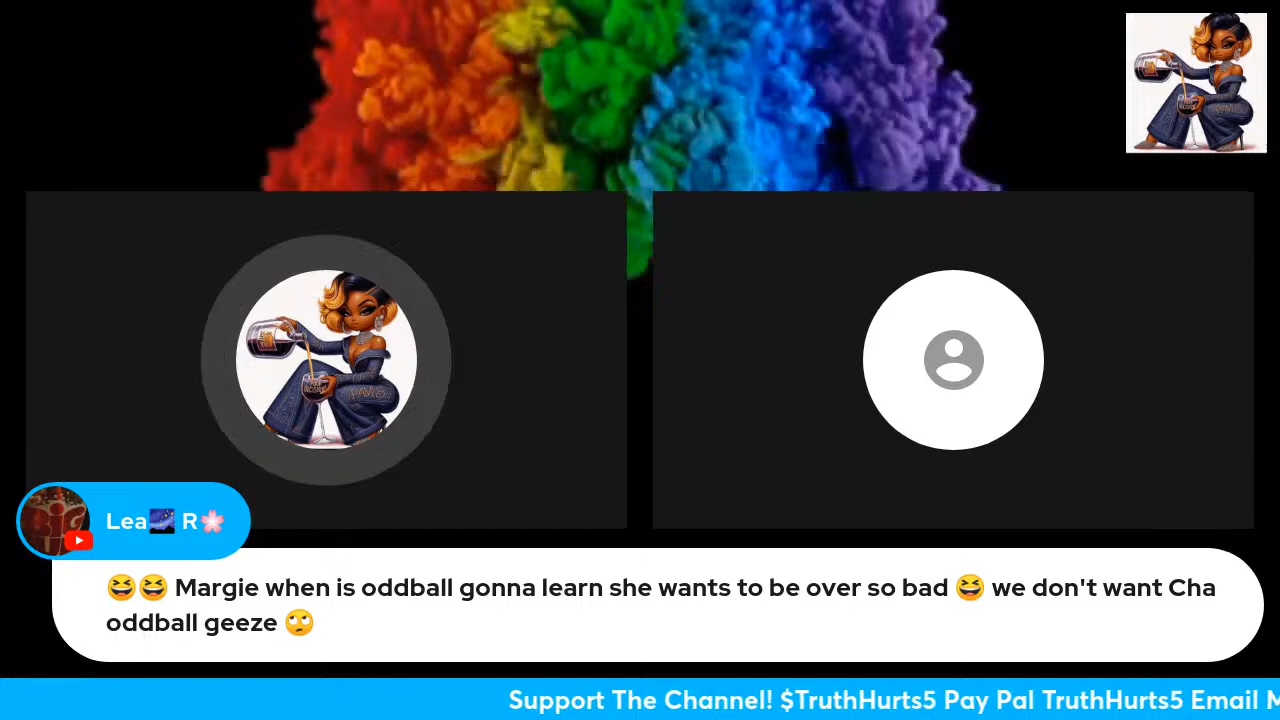 Lea🌌 R🌸
😆😆 Margie when is oddball gonna learn she wants to be over so bad 😆 we don't want Cha
oddball geeze 🙄
Support The Channel! $TruthHurts5 Pay Pal TruthHurts5 Email M